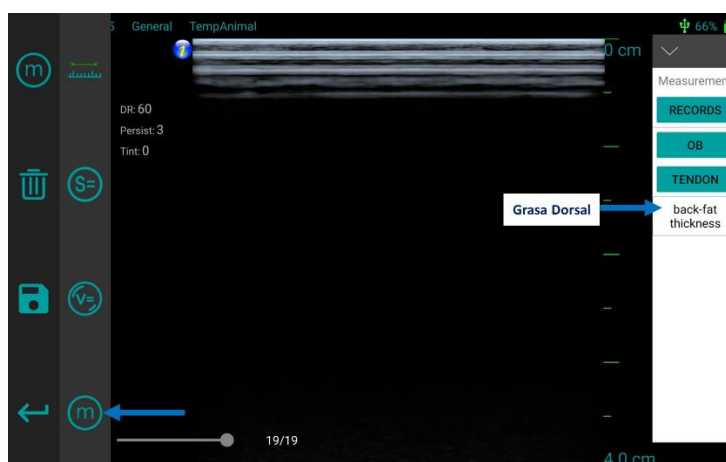 5 General TempAnimal
66%
0 cm
DR: 60
Persist: 3
Tint: 0
m
S=
V=
m
Measuremen
RECORDS
OB
TENDON
back-fat
thickness
Grasa Dorsal
19/19
4.0 cm